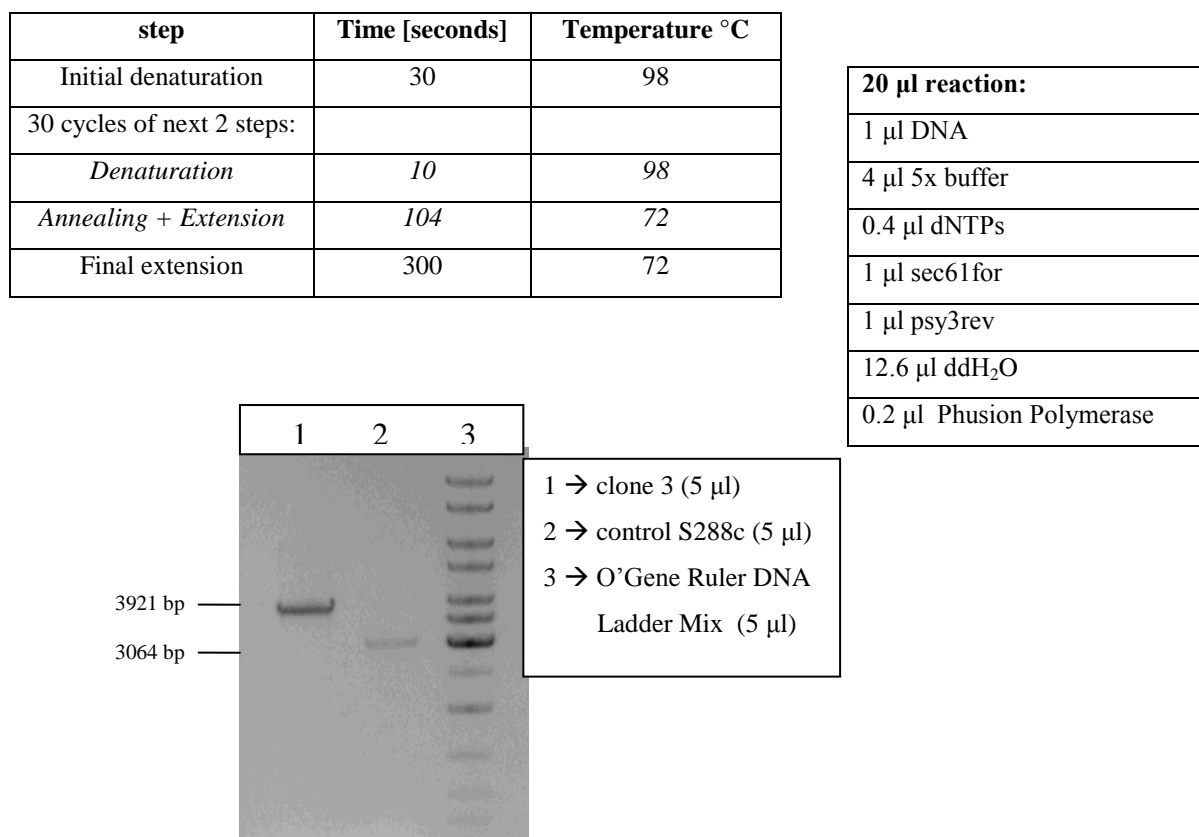 step Time [seconds] Temperature °C
Initial denaturation 30 98
30 cycles of next 2 steps:
Denaturation 10 98
Annealing + Extension 104 72
Final extension 300 72
20 μl reaction:
1 μl DNA
4 μl 5x buffer
0.4 μl dNTPs
1 μl sec61for
1 μl psy3rev
12.6 μl ddH₂O
0.2 μl Phusion Polymerase
1 2 3
3921 bp
3064 bp
1 → clone 3 (5 μl)
2 → control S288c (5 μl)
3 → O'Gene Ruler DNA
Ladder Mix (5 μl)